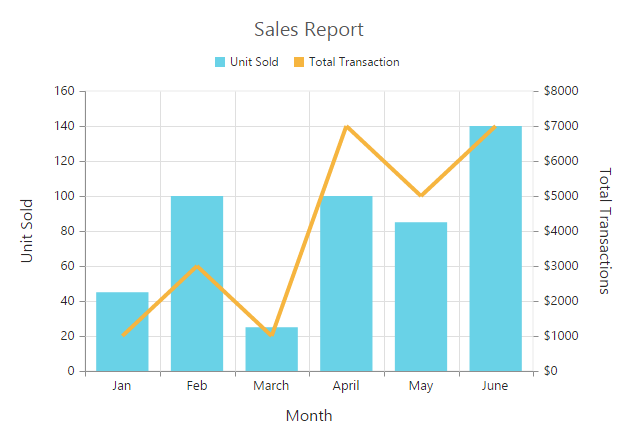 Sales Report
Unit Sold
Total Transaction
160
140
120
100
80
60
40
20
0
Unit Sold
$8000
$7000
$6000
$5000
$4000
$3000
$2000
$1000
$0
Total Transactions
Jan
Feb
March
April
May
June
Month